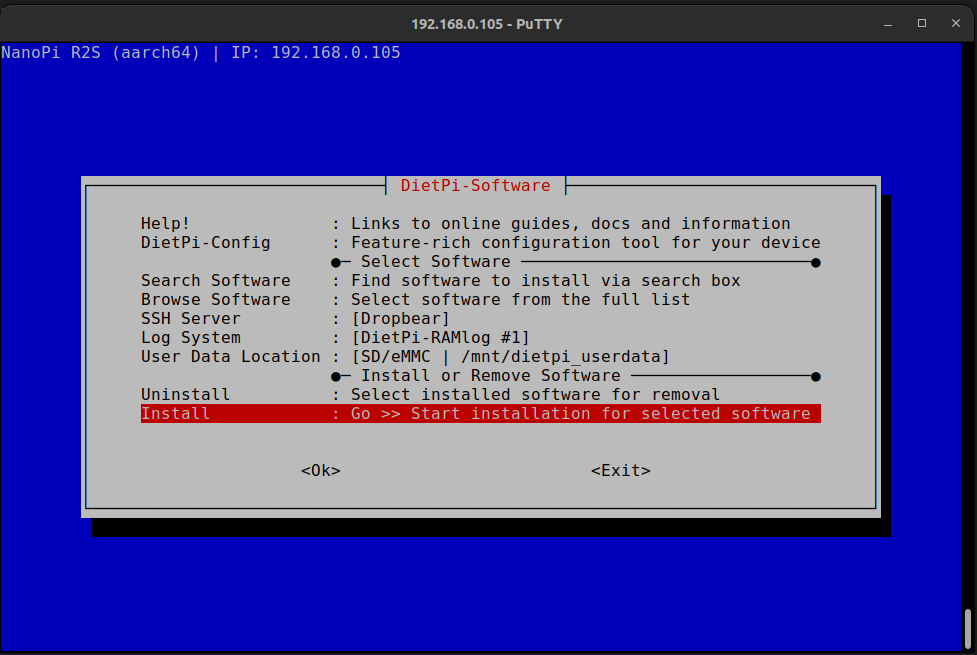 192.168.0.105 - PuTTY
NanoPi R2S (aarch64) | IP: 192.168.0.105
DietPi-Software
Help! : Links to online guides, docs and information
DietPi-Config : Feature-rich configuration tool for your device
Select Software
Search Software : Find software to install via search box
Browse Software : Select software from the full list
SSH Server : [Dropbear]
Log System : [DietPi-RAMlog #1]
User Data Location : [SD/eMMC | /mnt/dietpi_userdata]
Install or Remove Software
Uninstall : Select installed software for removal
Install : Go >> Start installation for selected software
<Ok> <Exit>